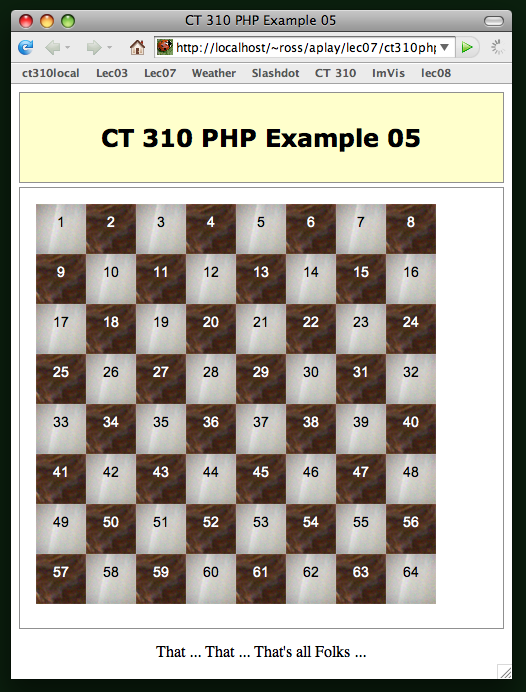 CT 310 PHP Example 05
http://localhost/~ross/aplay/lec07/ct310php
ct310local Lec03 Lec07 Weather Slashdot CT 310 ImVis lec08
CT 310 PHP Example 05
1 2 3 4 5 6 7 8
9 10 11 12 13 14 15 16
17 18 19 20 21 22 23 24
25 26 27 28 29 30 31 32
33 34 35 36 37 38 39 40
41 42 43 44 45 46 47 48
49 50 51 52 53 54 55 56
57 58 59 60 61 62 63 64
That ... That ... That's all Folks ...